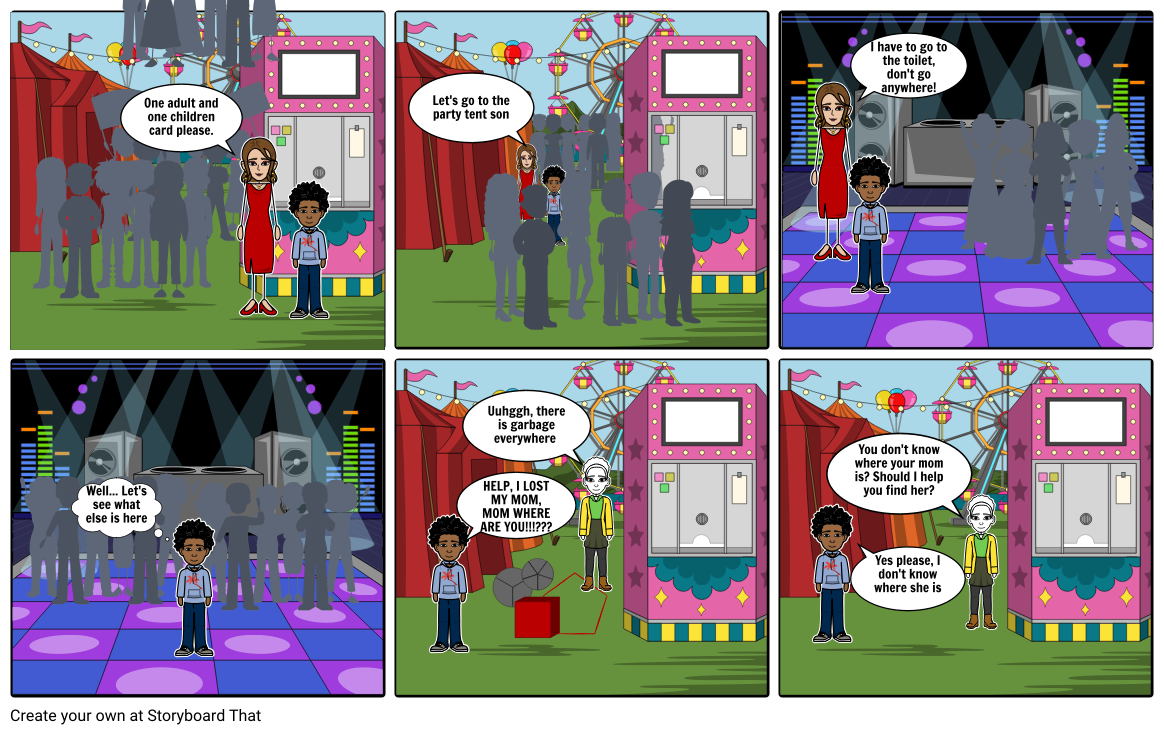 One adult and
one children
card please.
Let's go to the
party tent son
I have to go to
the toilet,
don't go
anywhere!
Well... Let's
see what
else is here
Uuhggh, there
is garbage
everywhere
HELP, I LOST
MY MOM,
MOM WHERE
ARE YOU!!!???
You don't know
where your mom
is? Should I help
you find her?
Yes please, I
don't know
where she is
Create your own at Storyboard That